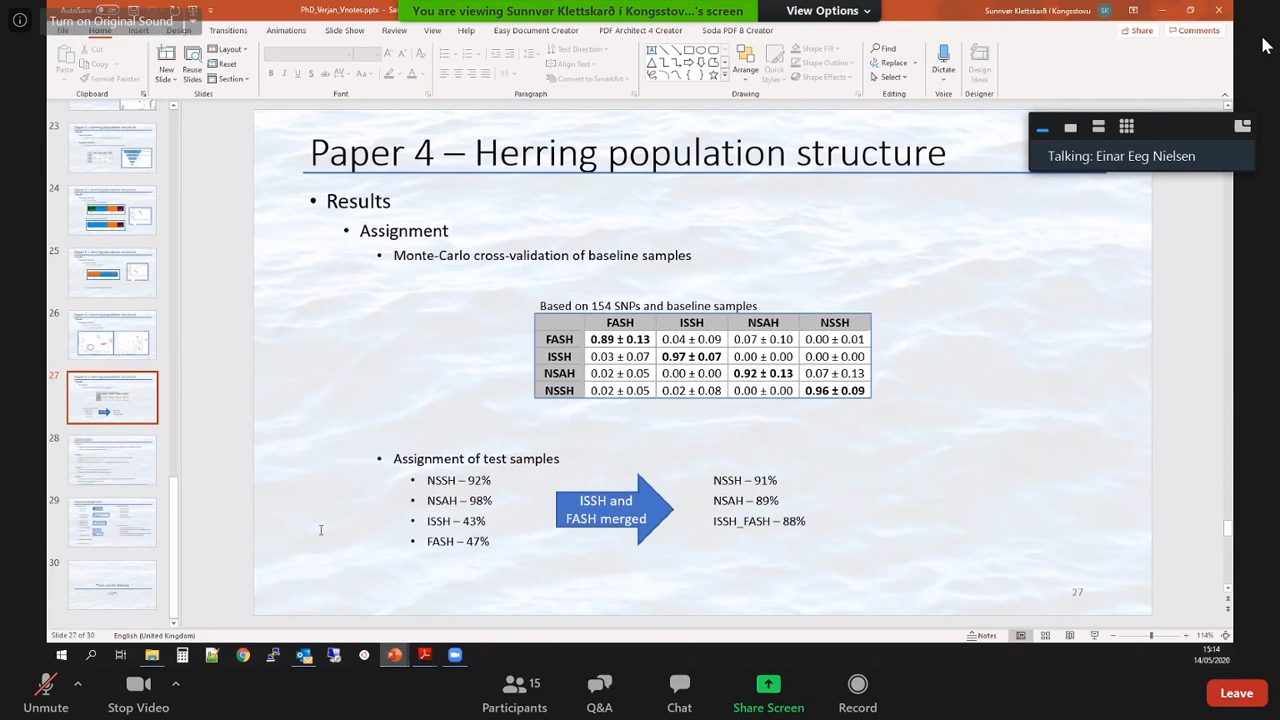 AutoSave Off
Turn on Original Sound
PhD_Verjan_Vnotes.pptx - Sa
You are viewing Sunnvør Klettskarð í Kongsstov...'s screen
View Options
Sunnvør Klettskarð í Kongsstovu
SK
File Home Insert Design Transitions Animations Slide Show Review View Help Easy Document Creator PDF Architect 4 Creator Soda PDF Creator
Share
Comments
Paste
Cut
Copy
Format Painter
Clipboard
New Slide
Reuse Slides
Layout
Reset
Section
Slides
Font
Text Direction
Align Text
Convert to SmartArt
Paragraph
Arrange
Quick Styles
Shape Fill
Shape Outline
Shape Effects
Drawing
Find
Replace
Select
Editing
Dictate
Voice
Design Ideas
Designer
Talking: Einar Eeg Nielsen
23
24
25
26
27
28
29
30
Paper 4 – Herring population structure
• Results
• Assignment
• Monte-Carlo cross-validation of baseline samples
Based on 154 SNPs and baseline samples
FASH ISSH NSAH NSSH
FASH 0.89 ± 0.13 0.04 ± 0.09 0.07 ± 0.10 0.00 ± 0.01
ISSH 0.03 ± 0.07 0.97 ± 0.07 0.00 ± 0.00 0.00 ± 0.00
NSAH 0.02 ± 0.05 0.00 ± 0.00 0.92 ± 0.13 0.07 ± 0.13
NSSH 0.02 ± 0.05 0.02 ± 0.08 0.00 ± 0.00 0.96 ± 0.09
• Assignment of test samples
• NSSH – 92%
• NSAH – 98%
• ISSH – 43%
• FASH – 47%
ISSH and
FASH merged
NSSH – 91%
NSAH – 89%
ISSH_FASH – 88%
27
Slide 27 of 30
English (United Kingdom)
Notes
114%
15:14
14/05/2020
Unmute
Stop Video
15
Participants
Q&A
Chat
Share Screen
Record
Leave